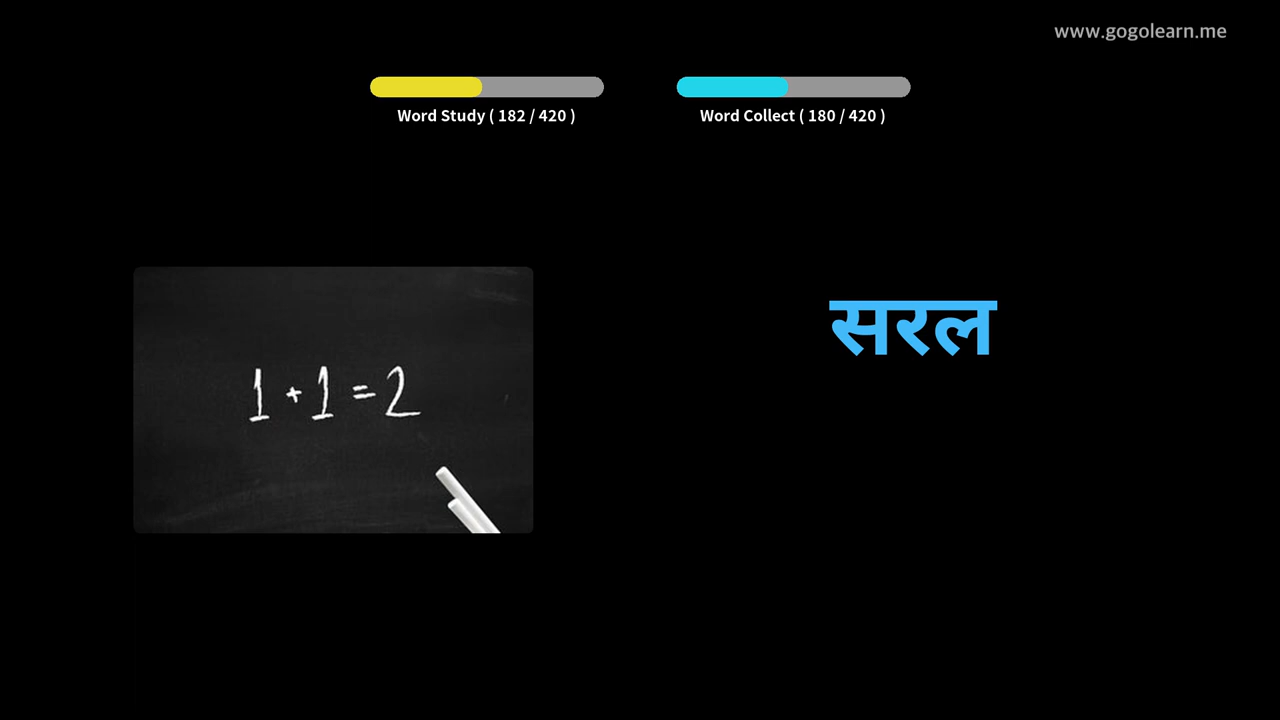 www.gogolearn.me
Word Study ( 182 / 420 )
Word Collect ( 180 / 420 )
1 + 1 = 2
सरल